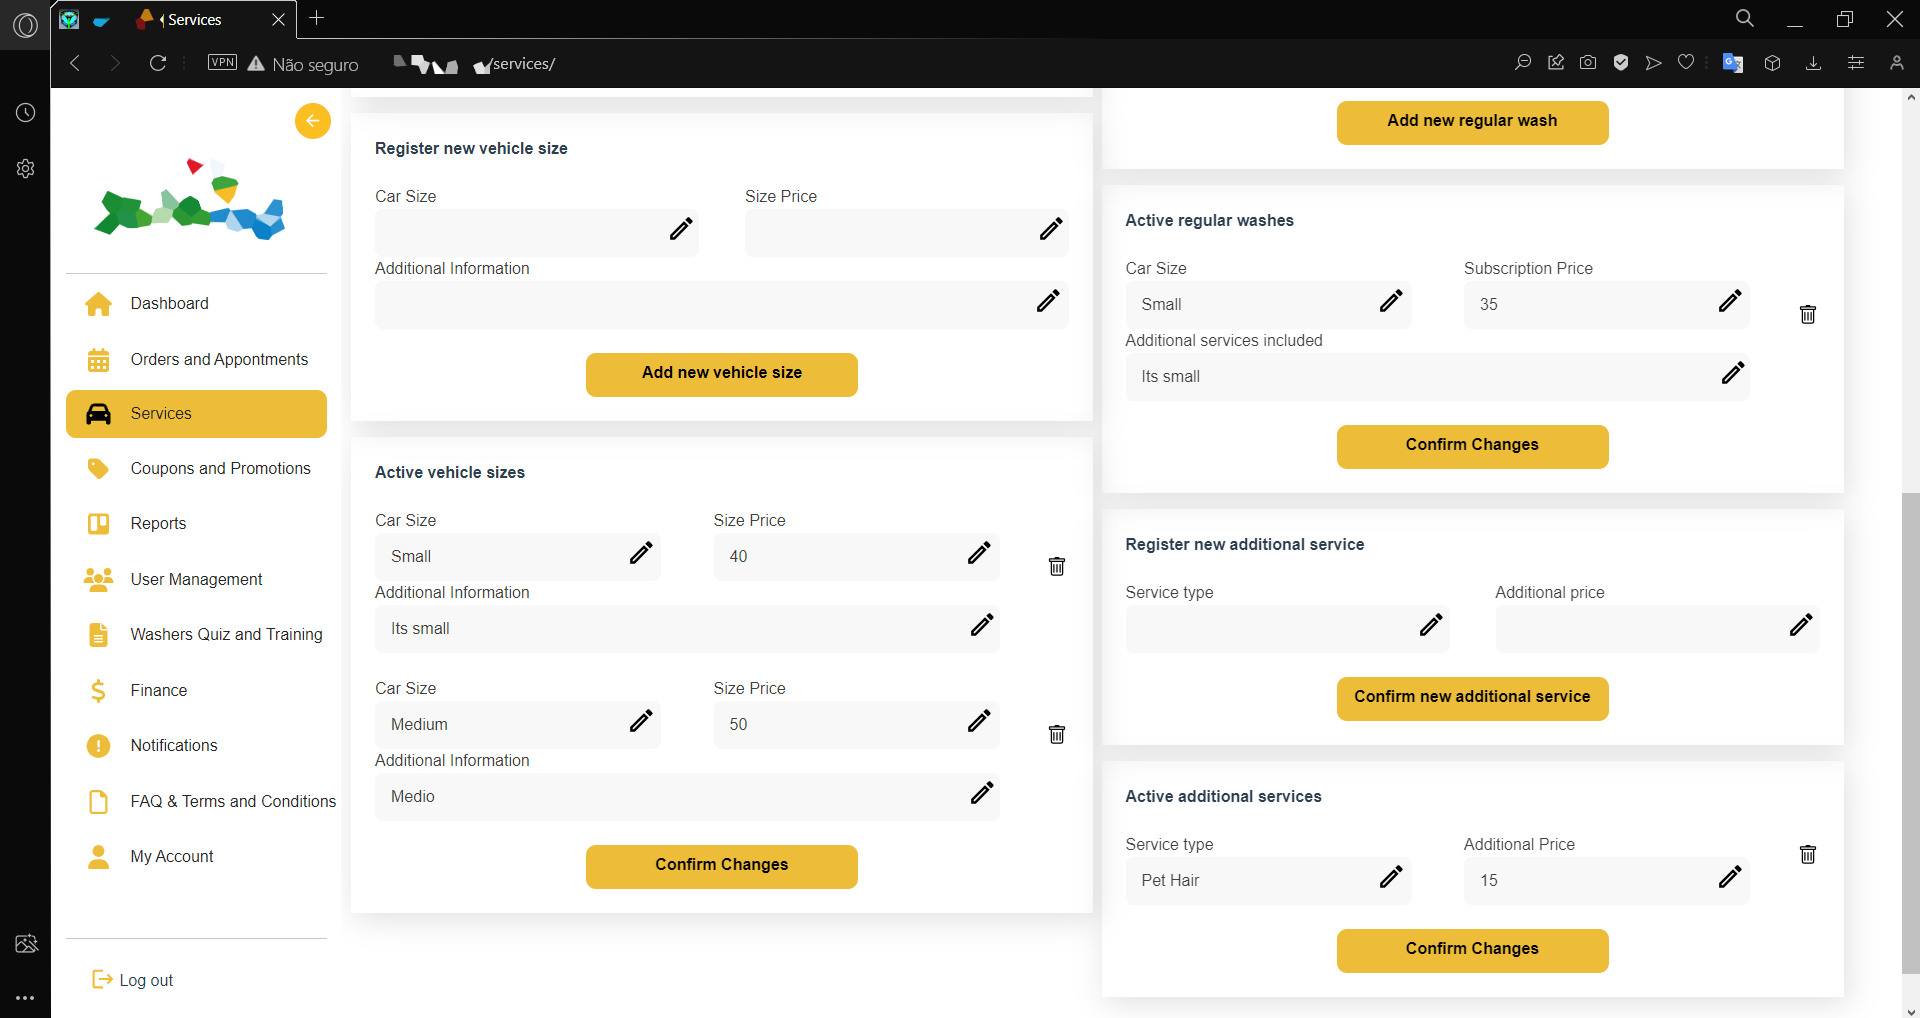 Services
VPN
Não seguro
/services/
Dashboard
Orders and Appontments
Services
Coupons and Promotions
Reports
User Management
Washers Quiz and Training
Finance
Notifications
FAQ & Terms and Conditions
My Account
Log out
Register new vehicle size
Car Size
Size Price
Additional Information
Add new vehicle size
Active vehicle sizes
Car Size
Size Price
Small
40
Additional Information
Its small
Car Size
Size Price
Medium
50
Additional Information
Medio
Confirm Changes
Add new regular wash
Active regular washes
Car Size
Subscription Price
Small
35
Additional services included
Its small
Confirm Changes
Register new additional service
Service type
Additional price
Confirm new additional service
Active additional services
Service type
Additional Price
Pet Hair
15
Confirm Changes